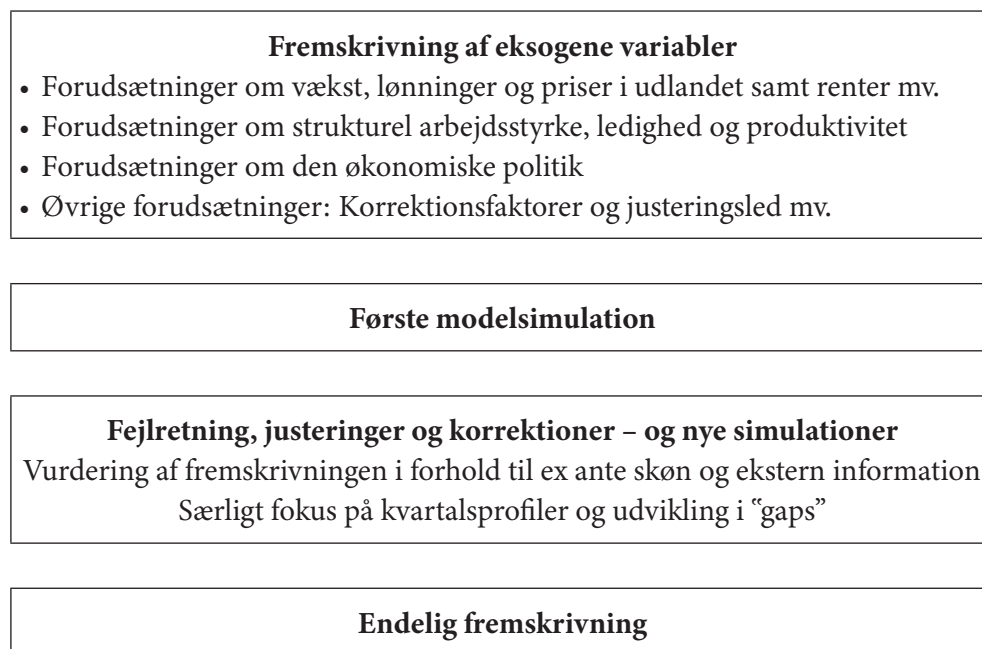 Fremskrivning af eksogene variabler
• Forudsætninger om vækst, lønninger og priser i udlandet samt renter mv.
• Forudsætninger om strukturel arbejdsstyrke, ledighed og produktivitet
• Forudsætninger om den økonomiske politik
• Øvrige forudsætninger: Korrektionsfaktorer og justeringsled mv.
Første modelsimulation
Fejlretning, justeringer og korrektioner – og nye simulationer
Vurdering af fremskrivningen i forhold til ex ante skøn og ekstern information
Særligt fokus på kvartalsprofiler og udvikling i “gaps”
Endelig fremskrivning